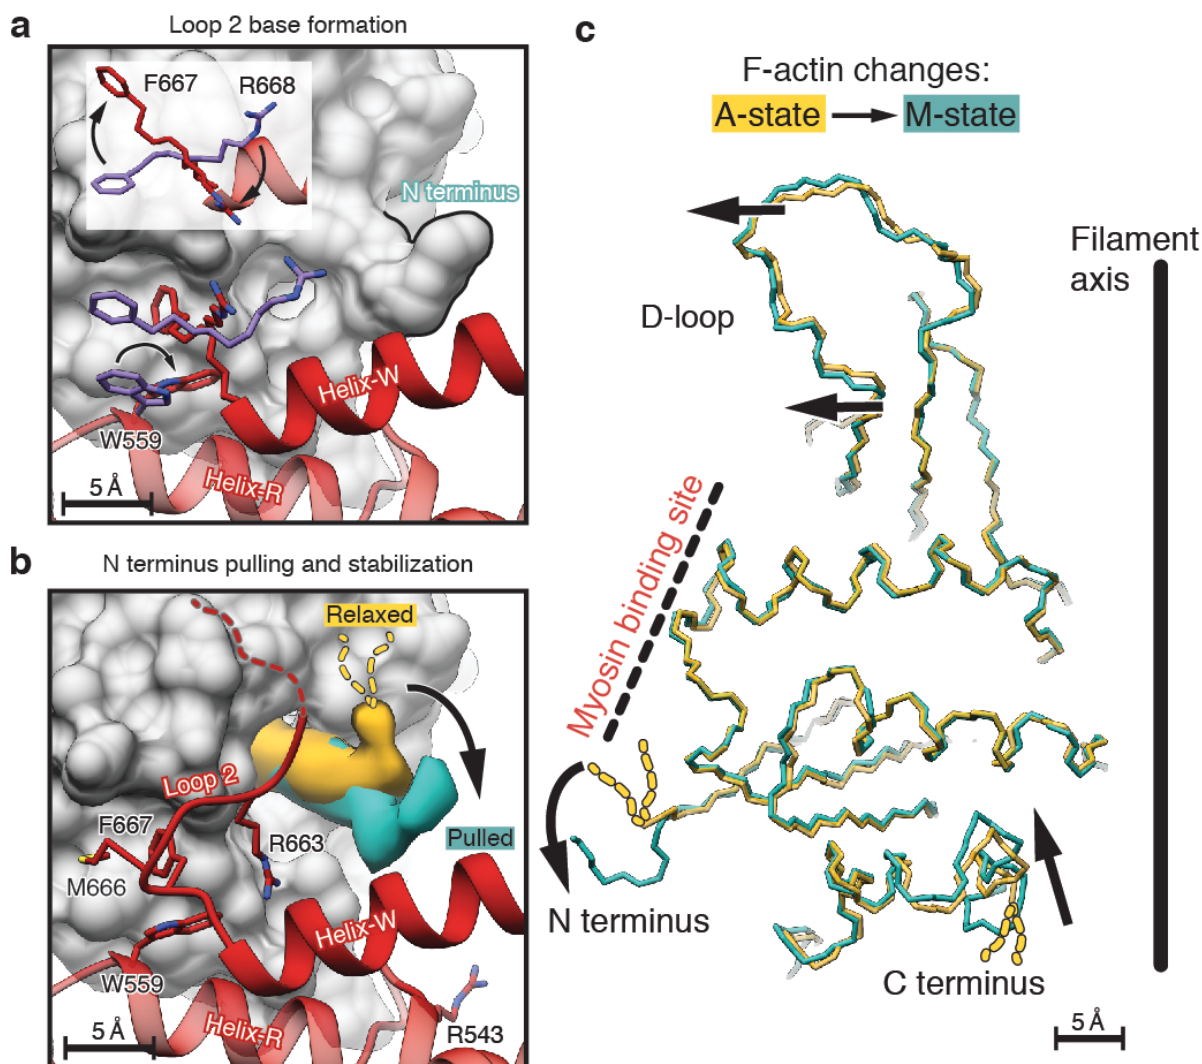 a
Loop 2 base formation
F667
R668
N terminus
Helix-W
W559
Helix-R
5 Å
b
N terminus pulling and stabilization
Relaxed
Loop 2
Pulled
F667
R663
M666
Helix-W
W559
Helix-R
R543
5 Å
c
F-actin changes:
A-state M-state
Filament
axis
D-loop
Myosin binding site
N terminus
C terminus
5 Å